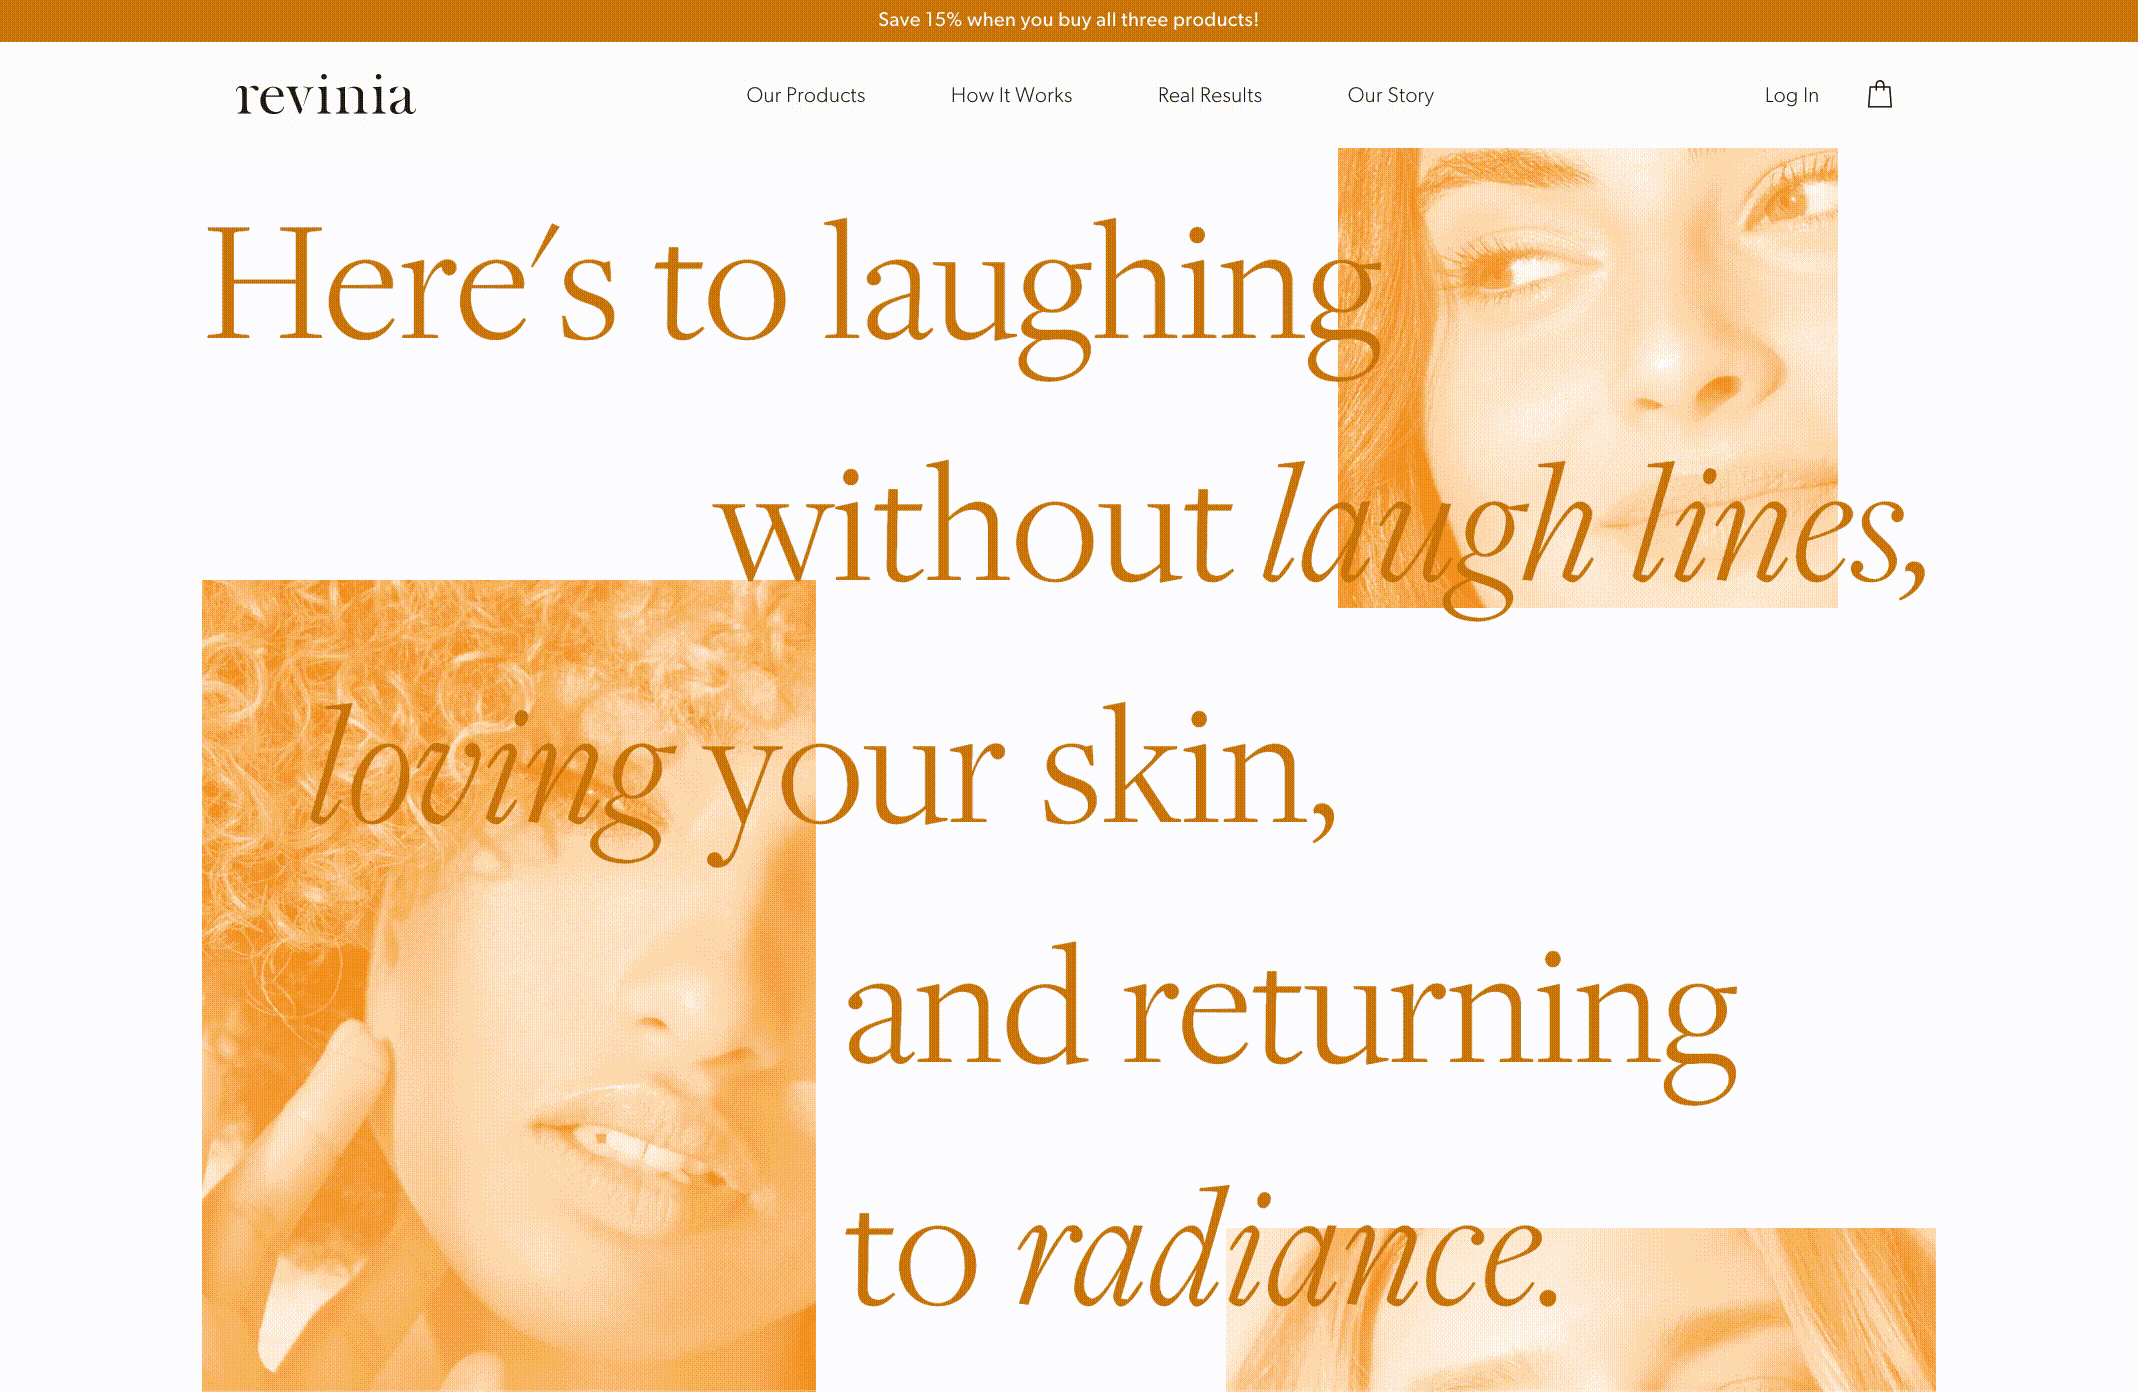 Save 15% when you buy all three products!
revinia
Our Products
How It Works
Real Results
Our Story
Log In
Here's to laughing
without laugh lines,
loving your skin,
and returning
to radiance.